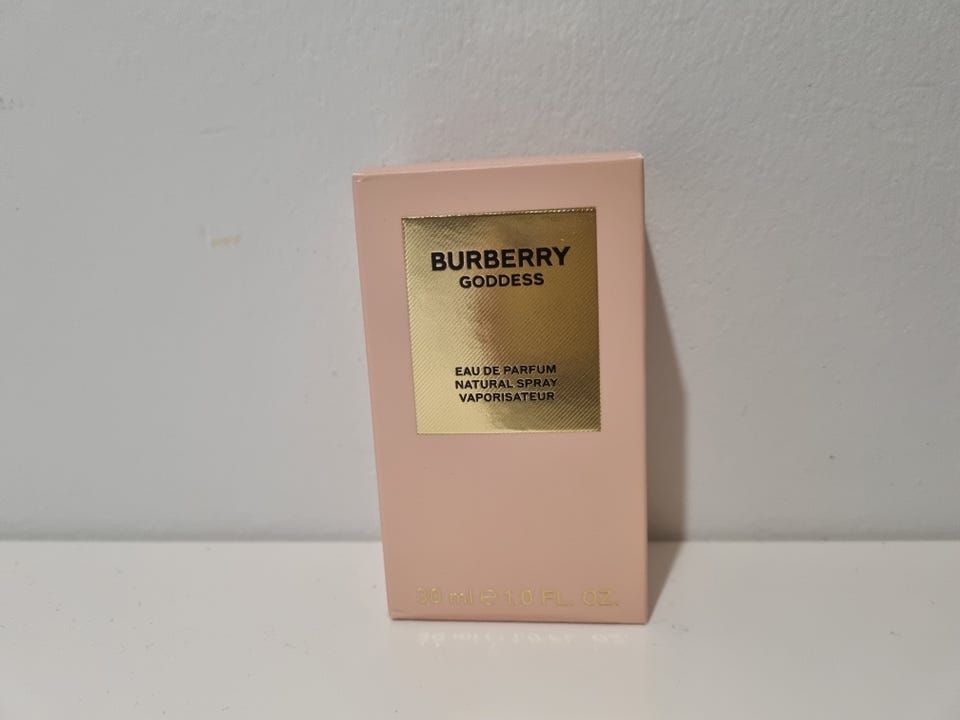 BURBERRY
GODDESS
EAU DE PARFUM
NATURAL SPRAY
VAPORISATEUR
30 ml ℮ 1.0 FL. OZ.